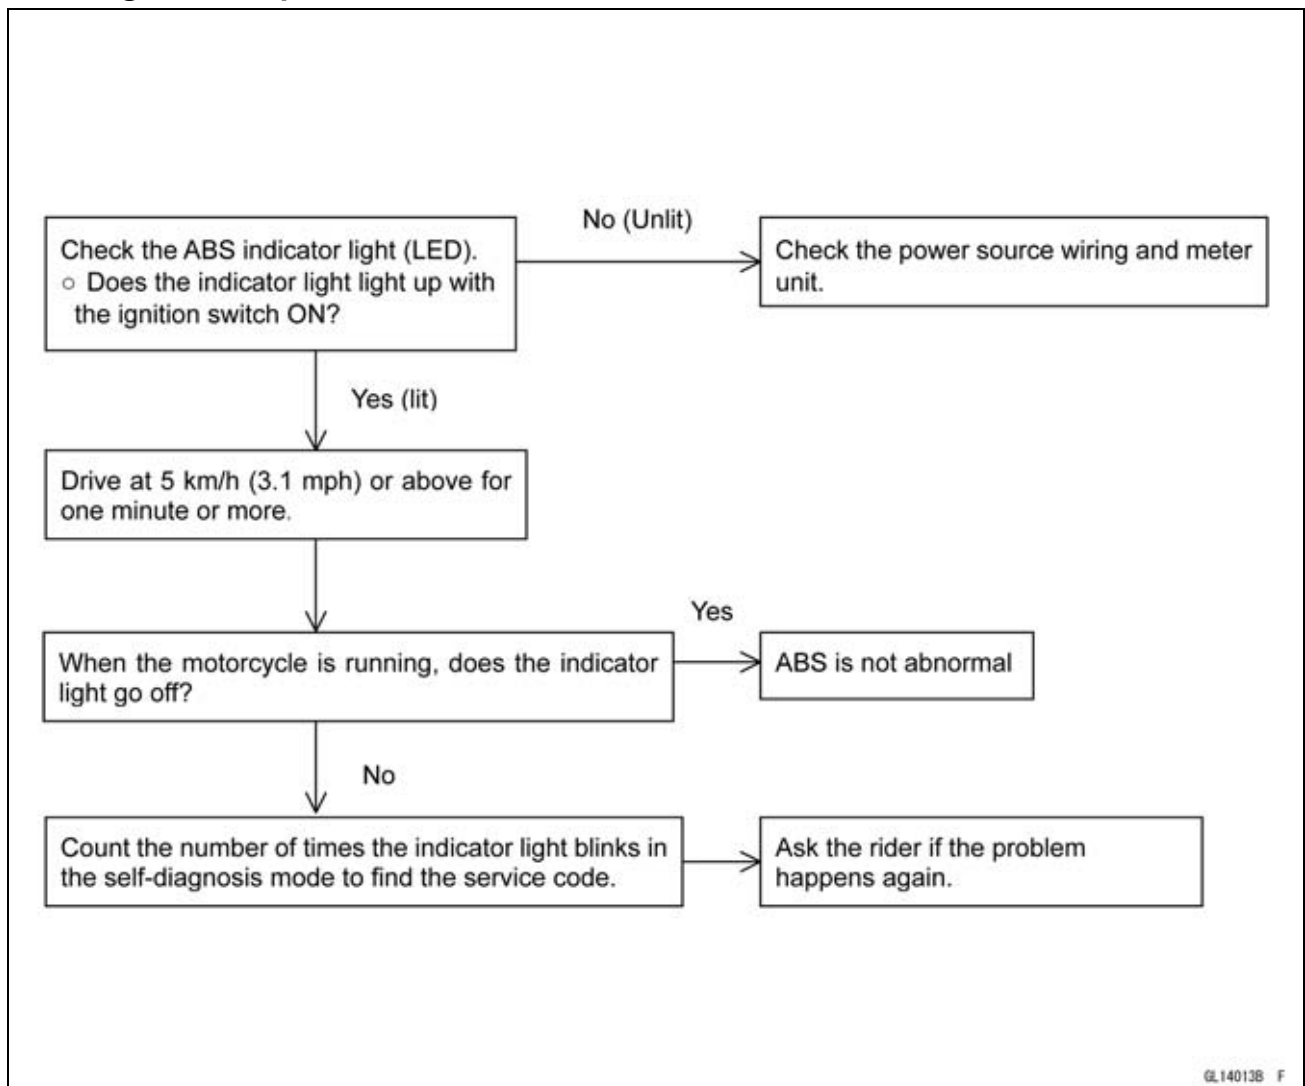 No (Unlit)
Check the ABS indicator light (LED).
○ Does the indicator light light up with
the ignition switch ON?
Check the power source wiring and meter
unit.
Yes (lit)
Drive at 5 km/h (3.1 mph) or above for
one minute or more.
Yes
When the motorcycle is running, does the indicator
light go off?
ABS is not abnormal
No
Count the number of times the indicator light blinks in
the self-diagnosis mode to find the service code.
Ask the rider if the problem
happens again.
GL14013B F